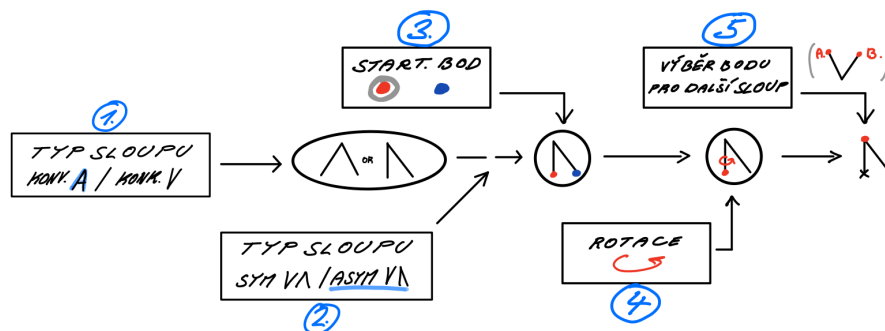 1.
TYP SLOUPU
KONV. Λ / KONK. V
OR
2.
TYP SLOUPU
SYM VΛ / ASYM V
3.
START. BOD
4
ROTACE
5
VÝBĚR BODU
PRO DALŠÍ SLOUP
A. B.